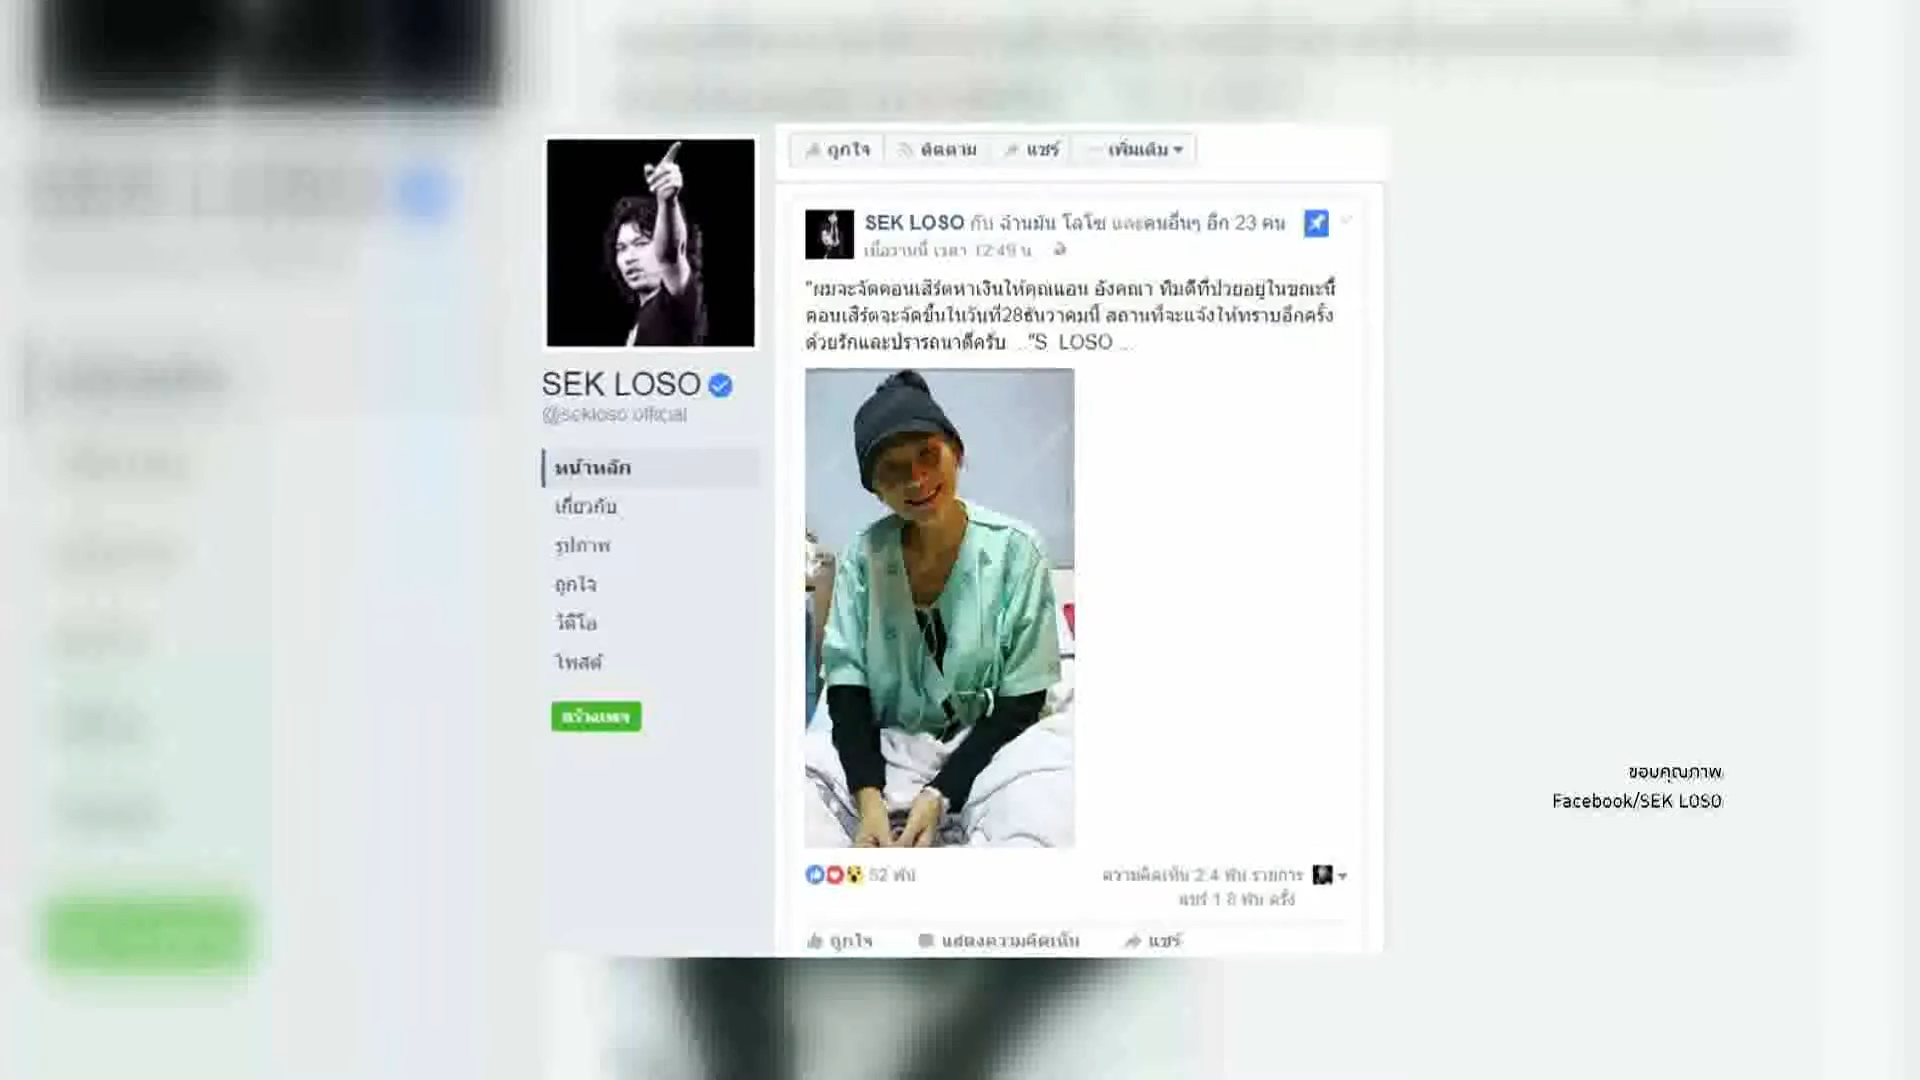 ถูกใจ ติดตาม แชร์ เพิ่มเติม
SEK LOSO กับ ฉ่านมัน โลโซ และคนอื่นๆ อีก 23 คน
เมื่อวานนี้ เวลา 12:49 น.
"ผมจะจัดคอนเสิร์ตหาเงินให้คุณแอน อังคณา ทิมดีที่ป่วยอยู่ในขณะนี้
คอนเสิร์ตจะจัดขึ้นในวันที่28ธันวาคมนี้ สถานที่จะแจ้งให้ทราบอีกครั้ง
ด้วยรักและปรารถนาดีครับ ..."S LOSO ...
SEK LOSO
@sekloso.official
หน้าหลัก
เกี่ยวกับ
รูปภาพ
ถูกใจ
วิดีโอ
โพสต์
สร้างเพจ
52 พัน
ความคิดเห็น 2.4 พัน รายการ
แชร์ 1.8 พัน ครั้ง
ถูกใจ แสดงความคิดเห็น แชร์
ขอบคุณภาพ
Facebook/SEK LOSO